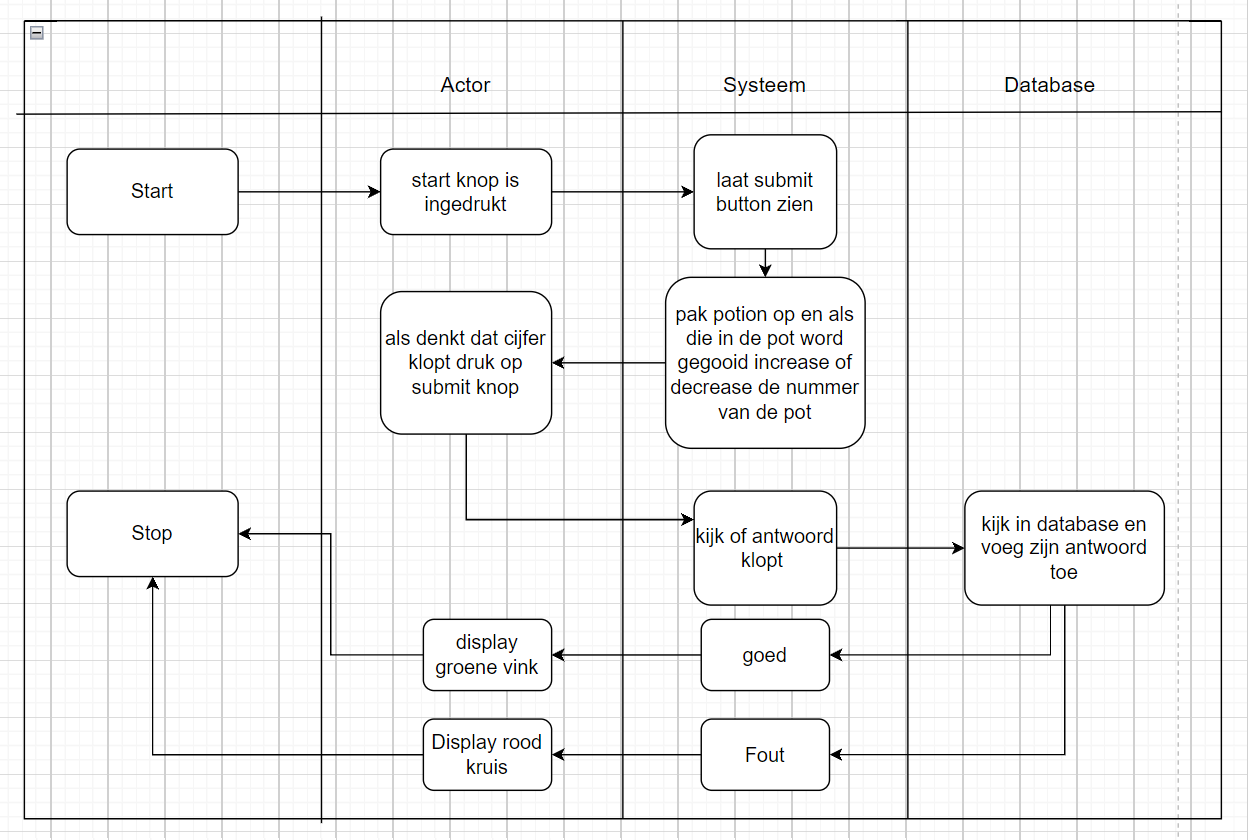 Actor
Systeem
Database
Start
start knop is
ingedrukt
laat submit
button zien
als denkt dat cijfer
klopt druk op
submit knop
pak potion op en als
die in de pot word
gegooid increase of
decrease de nummer
van de pot
Stop
kijk of antwoord
klopt
kijk in database en
voeg zijn antwoord
toe
display
groene vink
goed
Display rood
kruis
Fout